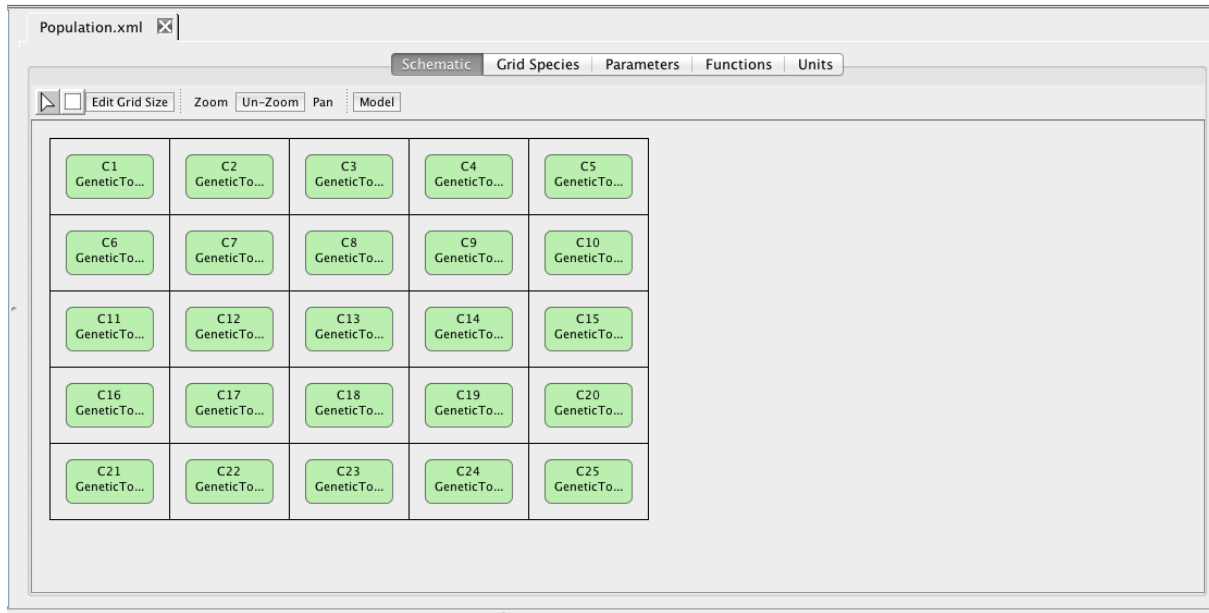 Population.xml
Schematic Grid Species Parameters Functions Units
Edit Grid Size Zoom Un-Zoom Pan Model
C1 C2 C3 C4 C5
GeneticTo... GeneticTo... GeneticTo... GeneticTo... GeneticTo...
C6 C7 C8 C9 C10
GeneticTo... GeneticTo... GeneticTo... GeneticTo... GeneticTo...
C11 C12 C13 C14 C15
GeneticTo... GeneticTo... GeneticTo... GeneticTo... GeneticTo...
C16 C17 C18 C19 C20
GeneticTo... GeneticTo... GeneticTo... GeneticTo... GeneticTo...
C21 C22 C23 C24 C25
GeneticTo... GeneticTo... GeneticTo... GeneticTo... GeneticTo...